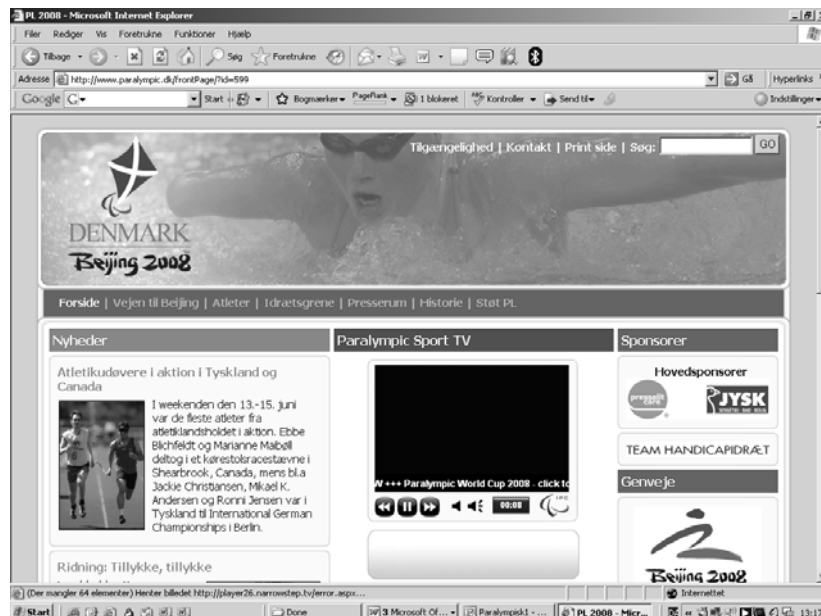 PL 2008 - Microsoft Internet Explorer
Filer Rediger Vis Foretrukne Funktioner Hjælp
Tilbage Søg Foretrukne
Adresse http://www.paralympic.dk/frontPage/?id=599 Gå Hyperlinks
Google Start Bogmærker PageRank 1 blokeret Kontroller Send til Indstillinger
Tilgængelighed | Kontakt | Print side | Søg: GO
DENMARK
Beijing 2008
Forside | Vejen til Beijing | Atleter | Idrætsgrene | Presserum | Historie | Støt PL
Nyheder
Atletikudøvere i aktion i Tyskland og
Canada
I weekenden den 13.-15. juni
var de fleste atleter fra
atletiklandsholdet i aktion. Ebbe
Blichfeldt og Marianne Mabøll
deltog i et kørestolsracestævne i
Shearbrook, Canada, mens bl.a
Jackie Christiansen, Mikael K.
Andersen og Ronni Jensen var i
Tyskland til International German
Championships i Berlin.
Ridning: Tillykke, tillykke
Paralympic Sport TV
W +++ Paralympic World Cup 2008 - click to
00:00
Sponsorer
Hovedsponsorer
pressalit
care
JYSK
TEAM HANDICAPIDRÆT
Genveje
Beijing 2008
(Der mangler 64 elementer) Henter billedet http://player26.narrowstep.tv/error.aspx... Internettet
Start Done 3 Microsoft Of... Paralympisk1 - ... PL 2008 - Micr... 13:17